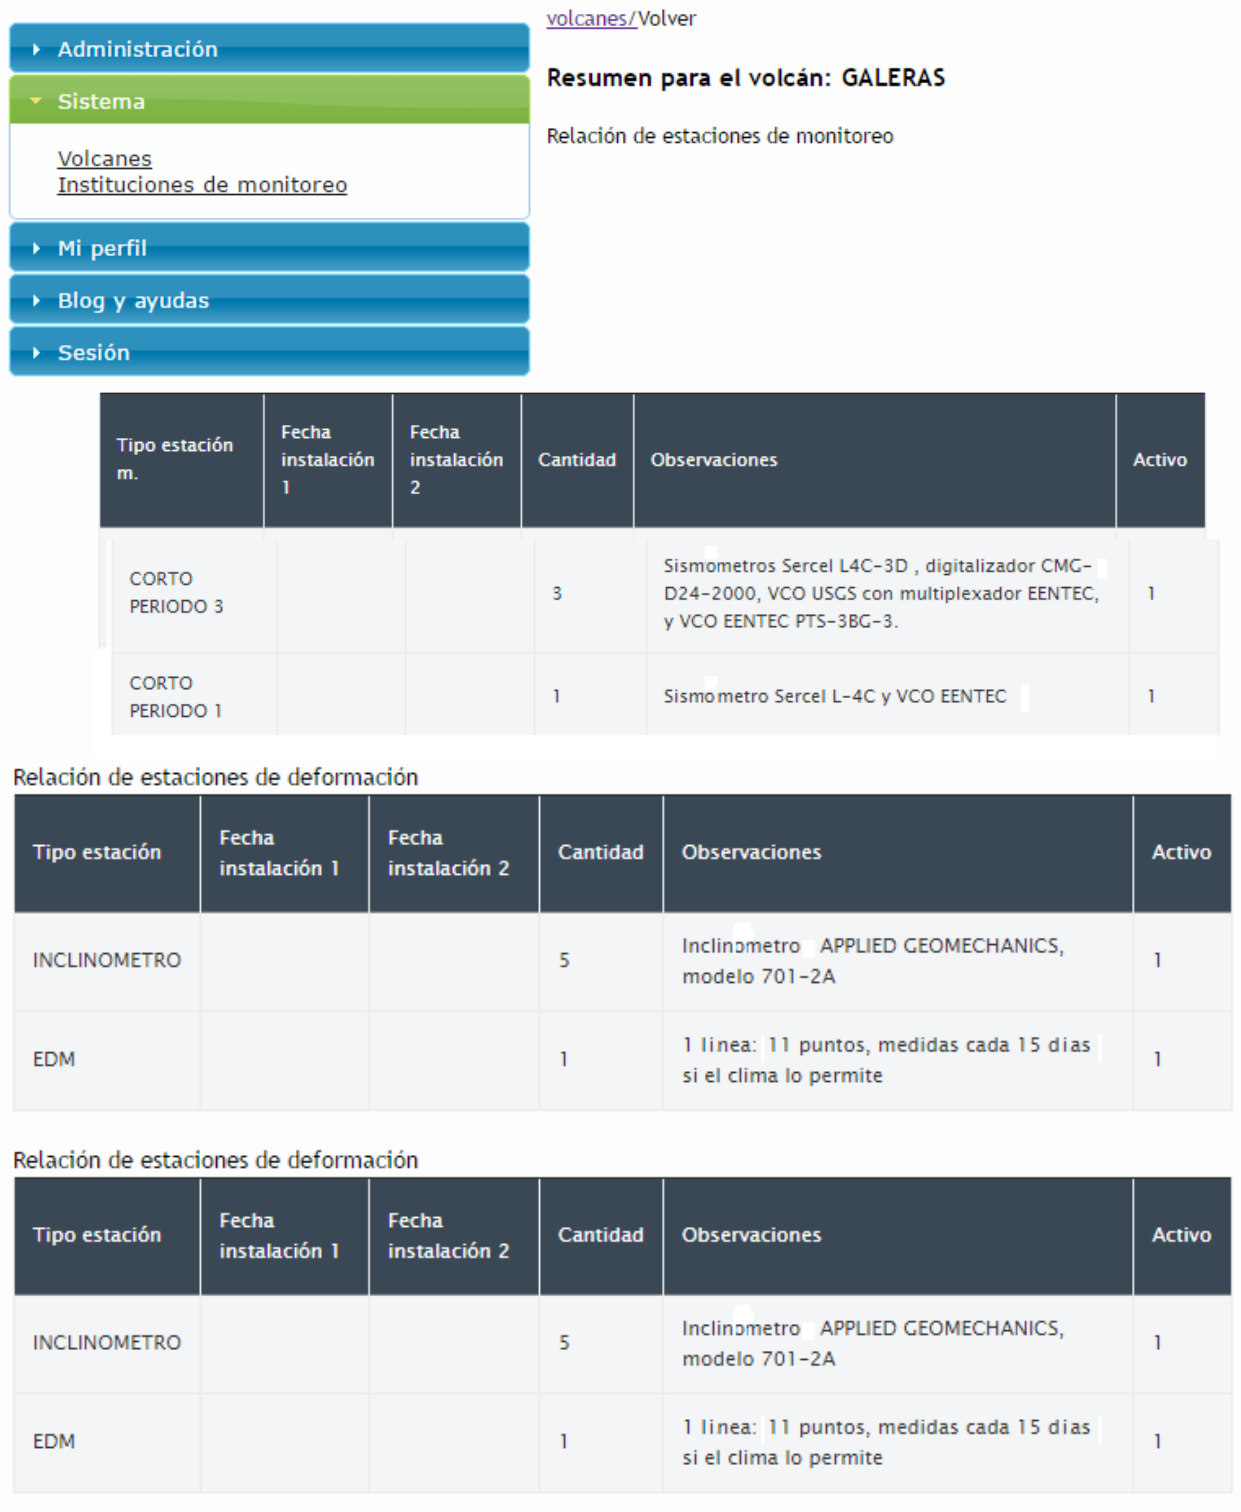 volcanes/Volver
Administración
Sistema
Volcanes
Instituciones de monitoreo
Mi perfil
Blog y ayudas
Sesión
Resumen para el volcán: GALERAS
Relación de estaciones de monitoreo
Tipo estación
m.
Fecha
instalación
1
Fecha
instalación
2
Cantidad
Observaciones
Activo
CORTO
PERIODO 3
3
Sismometros Sercel L4C-3D , digitalizador CMG-
D24-2000, VCO USGS con multiplexador EENTEC,
y VCO EENTEC PTS-3BG-3.
1
CORTO
PERIODO 1
1
Sismometro Sercel L-4C y VCO EENTEC
1
Relación de estaciones de deformación
Tipo estación
Fecha
instalación 1
Fecha
instalación 2
Cantidad
Observaciones
Activo
INCLINOMETRO
5
Inclinometro APPLIED GEOMECHANICS,
modelo 701-2A
1
EDM
1
1 linea: 11 puntos, medidas cada 15 dias
si el clima lo permite
1
Relación de estaciones de deformación
Tipo estación
Fecha
instalación 1
Fecha
instalación 2
Cantidad
Observaciones
Activo
INCLINOMETRO
5
Inclinometro APPLIED GEOMECHANICS,
modelo 701-2A
1
EDM
1
1 linea: 11 puntos, medidas cada 15 dias
si el clima lo permite
1